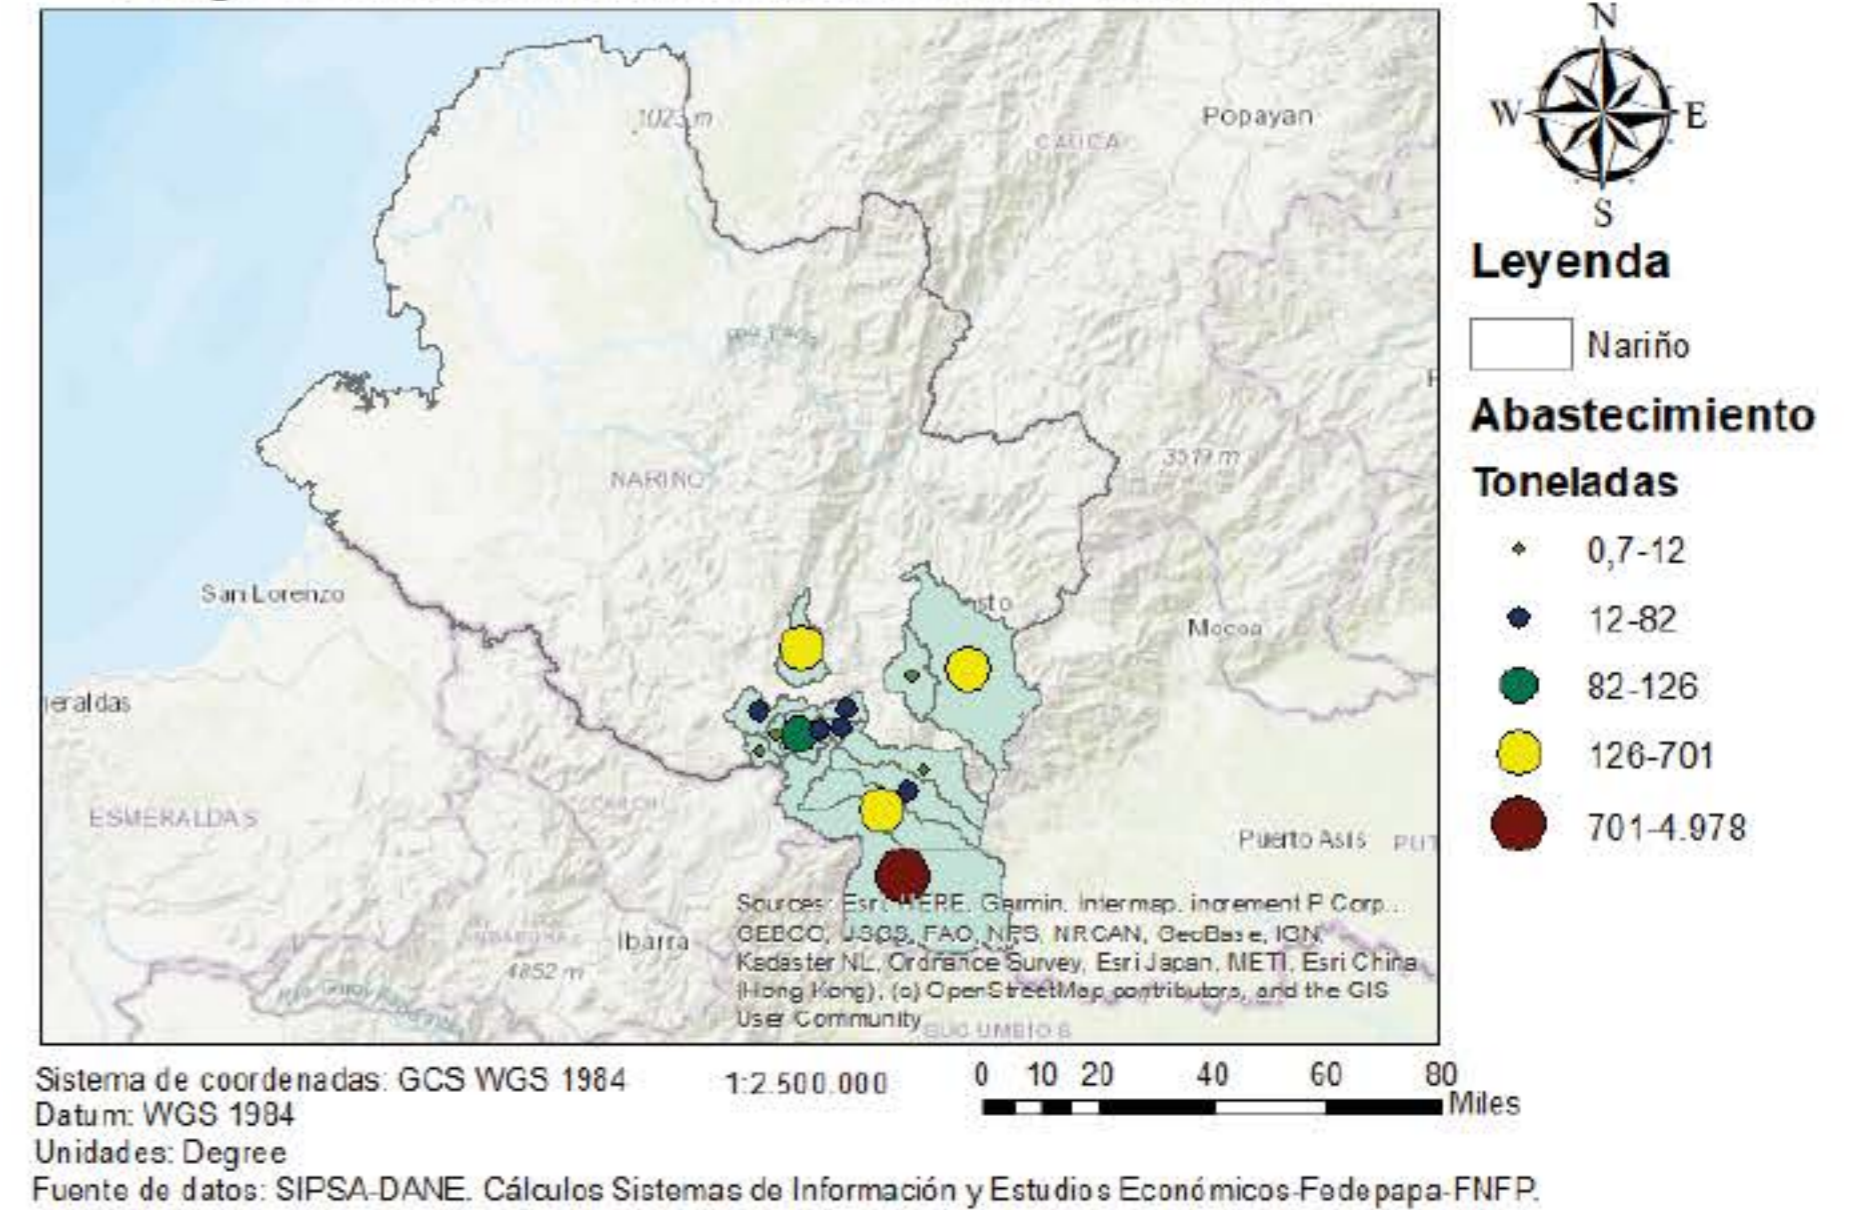 N
W E
S
1023 m
Popayan
CAUCA
Leyenda
Nariño
Abastecimiento
Toneladas
0,7-12
12-82
82-126
126-701
701-4.978
3517 m
NARIÑO
San Lorenzo
sto
Mocoa
eraldas
ESMERALDAS
Puerto Asis PUT
Ibarra
4852 m
Sources: Esri, HERE, Garmin, Intermap, increment P Corp.,
GEBCO, USGS, FAO, NPS, NRCAN, GeoBase, IGN,
Kadaster NL, Ordnance Survey, Esri Japan, METI, Esri China
(Hong Kong), (c) OpenStreetMap contributors, and the GIS
User Community
SUCUMBIOS
Sistema de coordenadas: GCS WGS 1984
1:2.500.000
0 10 20 40 60 80
Miles
Datum: WGS 1984
Unidades: Degree
Fuente de datos: SIPSA-DANE. Cálculos Sistemas de Información y Estudios Económicos-Fedepapa-FNFP.